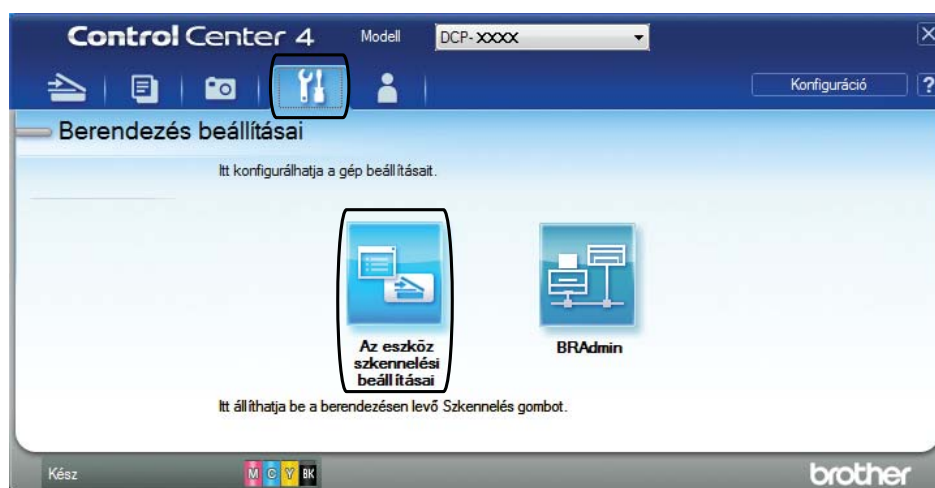 Control Center 4
Modell
DCP-XXXX
Konfiguráció
?
Berendezés beállításai
Itt konfigurálhatja a gép beállításait.
Az eszköz
szkennelési
beállításai
BRAdmin
Itt állíthatja be a berendezésen levő Szkennelés gombot.
Kész
M C Y BK
brother